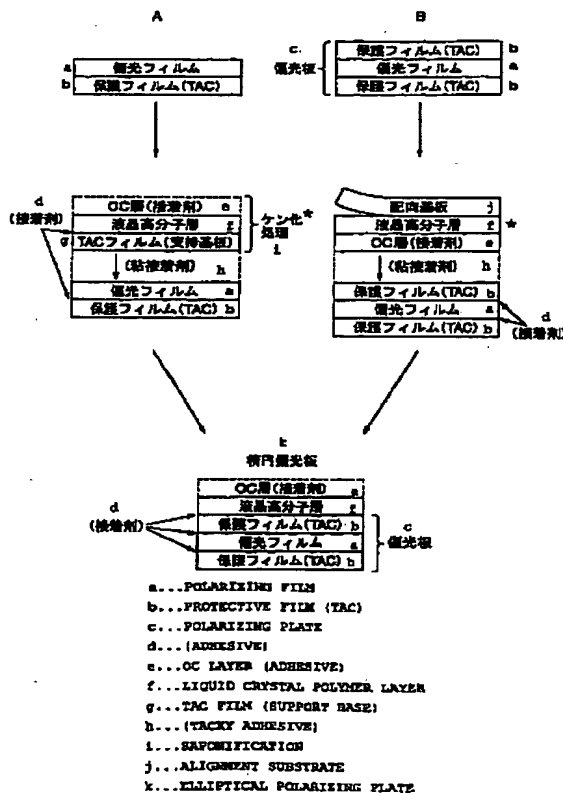 A
B
a 偏光フィルム
b 保護フィルム(TAC)
c.
偏光板
保護フィルム(TAC) b
偏光フィルム a
保護フィルム(TAC) b
d
(接着剤)
OC層(接着剤) e
液晶高分子層 f
g TACフィルム(支持基板)
ケン化*
処理
i
(粘接着剤) h
偏光フィルム a
保護フィルム(TAC) b
配向基板 j
液晶高分子層 f *
OC層(接着剤) e
(粘接着剤) h
保護フィルム(TAC) b
偏光フィルム a
保護フィルム(TAC) b
d
(接着剤)
k
楕円偏光板
d
(接着剤)
OC層(接着剤) e
液晶高分子層 f
保護フィルム(TAC) b
偏光フィルム a
保護フィルム(TAC) b
c
偏光板
a...POLARIZING FILM
b...PROTECTIVE FILM (TAC)
c...POLARIZING PLATE
d...(ADHESIVE)
e...OC LAYER (ADHESIVE)
f...LIQUID CRYSTAL POLYMER LAYER
g...TAC FILM (SUPPORT BASE)
h...(TACKY ADHESIVE)
i...SAPONIFICATION
j...ALIGNMENT SUBSTRATE
k...ELLIPTICAL POLARIZING PLATE